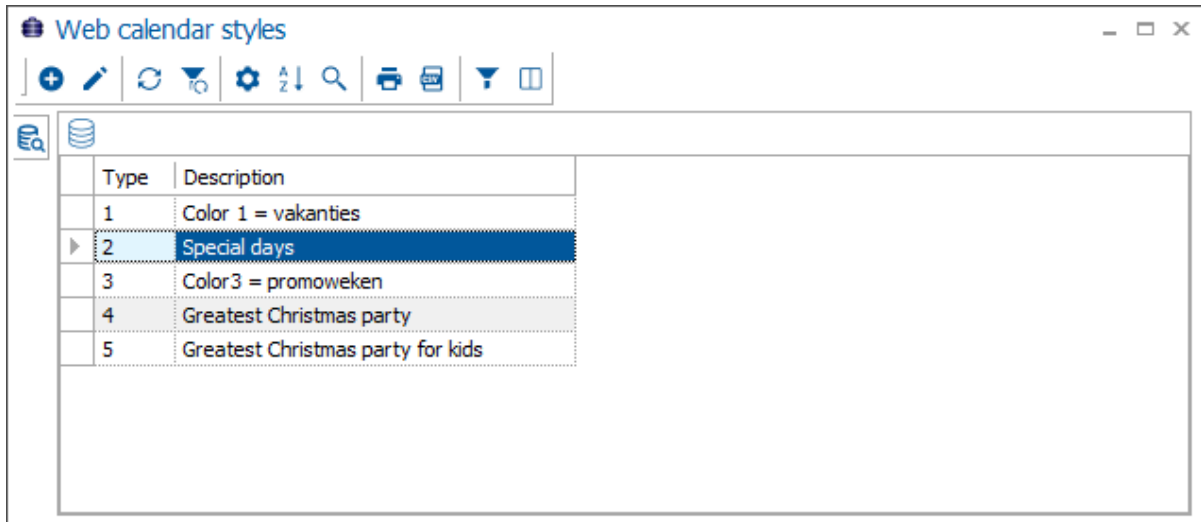 Web calendar styles
A
Z
CSV
Type Description
1 Color 1 = vakanties
2 Special days
3 Color3 = promoweken
4 Greatest Christmas party
5 Greatest Christmas party for kids